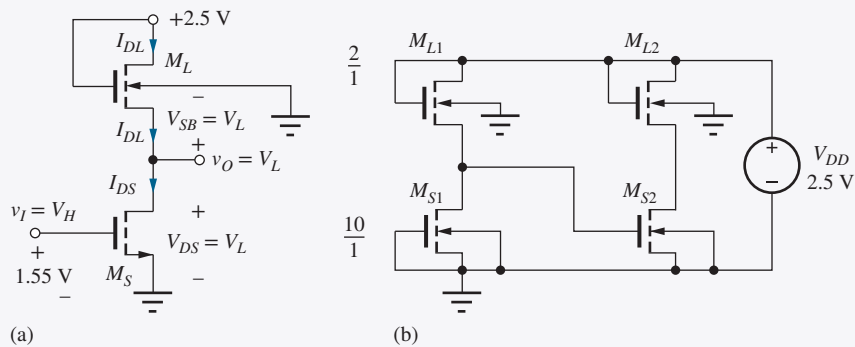 +2.5 V
I_DL
M_L
–
V_SB = V_L
I_DL
+
v_O = V_L
I_DS
v_I = V_H
+
1.55 V
–
+
V_DS = V_L
–
M_S
(a)
M_L1
M_L2
2/1
+
–
V_DD
2.5 V
M_S1
M_S2
10/1
(b)